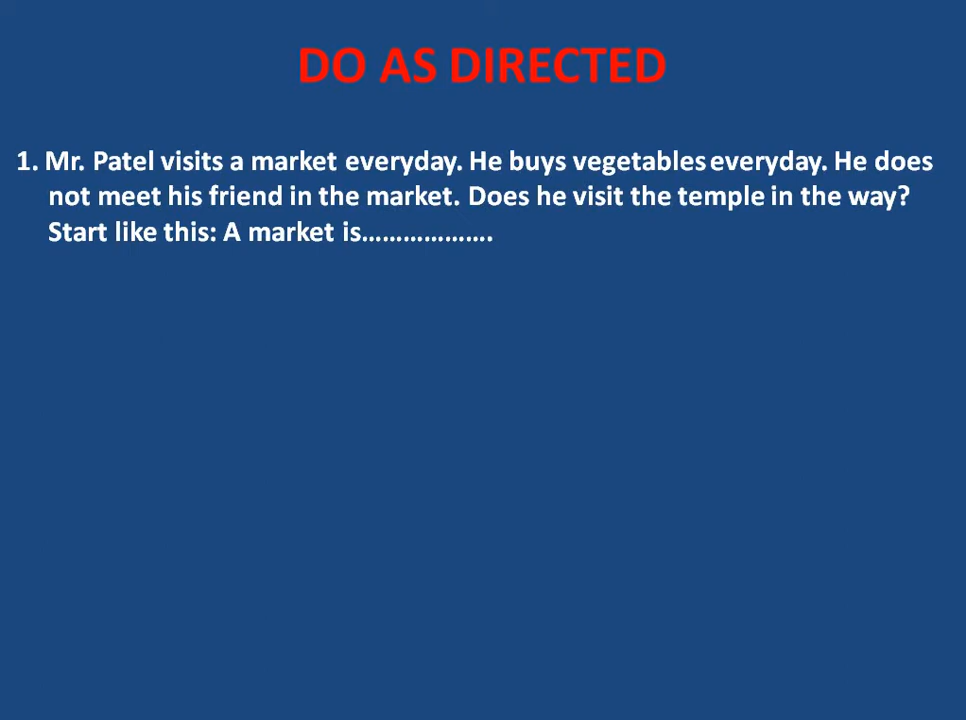 DO AS DIRECTED
1. Mr. Patel visits a market everyday. He buys vegetables everyday. He does
not meet his friend in the market. Does he visit the temple in the way?
Start like this: A market is……………….